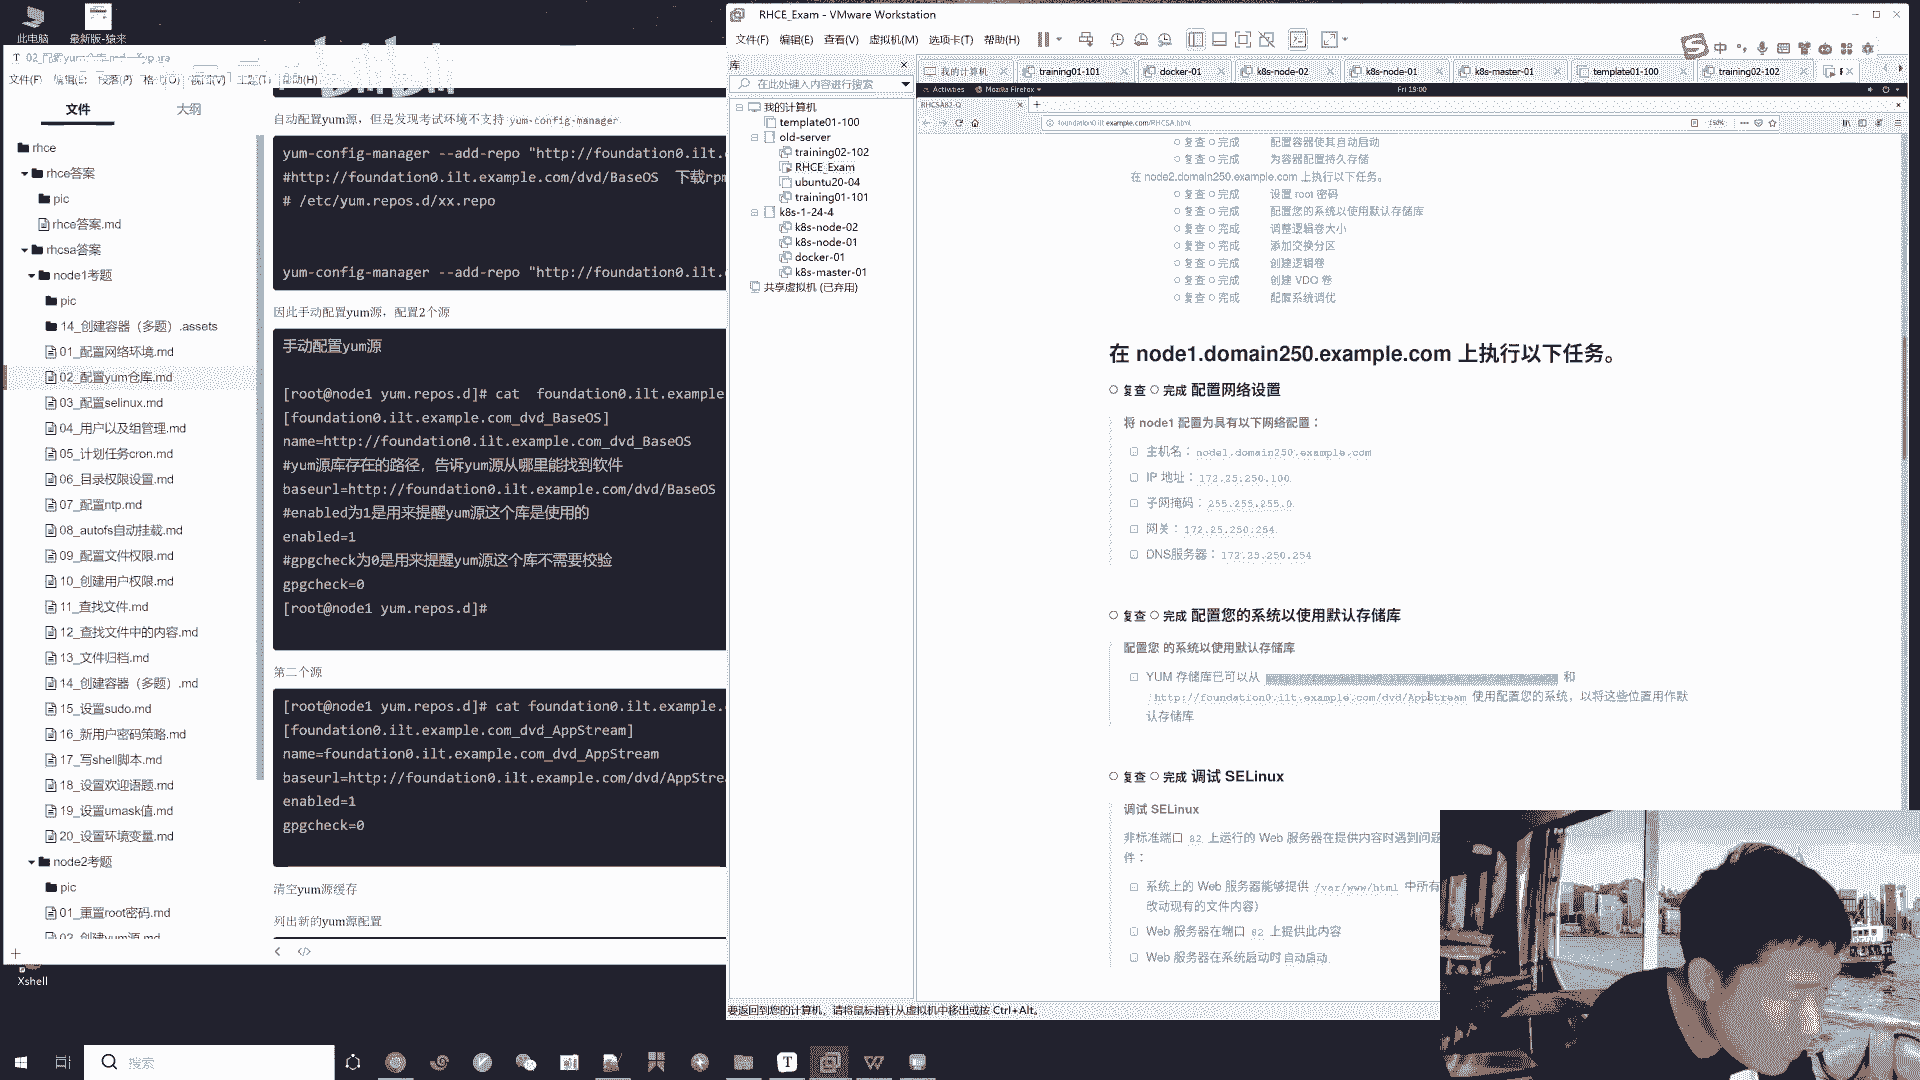 此电脑
最新版-猿来
bilibili
文件(F)
段落(P)
帮助(H)
文件
大纲
rhce
rhce答案
pic
rhce答案.md
rhcsa答案
node1考题
pic
14_创建容器（多题）.assets
01_配置网络环境.md
02_配置yum仓库.md
03_配置selinux.md
04_用户以及组管理.md
05_计划任务cron.md
06_目录权限设置.md
07_配置ntp.md
08_autofs自动挂载.md
09_配置文件权限.md
10_创建用户权限.md
11_查找文件.md
12_查找文件中的内容.md
13_文件归档.md
14_创建容器（多题）.md
15_设置sudo.md
16_新用户密码策略.md
17_写shell脚本.md
18_设置欢迎语题.md
19_设置umask值.md
20_设置环境变量.md
node2考题
pic
01_重置root密码.md
02_创建yum源.md
Xshell
自动配置yum源，但是发现考试环境不支持 yum-config-manager
yum-config-manager --add-repo "http://foundation0.ilt.
#http://foundation0.ilt.example.com/dvd/BaseOS  下载rpm
# /etc/yum.repos.d/xx.repo
yum-config-manager --add-repo "http://foundation0.ilt.
因此手动配置yum源，配置2个源
手动配置yum源
[root@node1 yum.repos.d]# cat  foundation0.ilt.example
[foundation0.ilt.example.com_dvd_BaseOS]
name=http://foundation0.ilt.example.com_dvd_BaseOS
#yum源库存在的路径，告诉yum源从哪里能找到软件
baseurl=http://foundation0.ilt.example.com/dvd/BaseOS
#enabled为1是用来提醒yum源这个库是使用的
enabled=1
#gpgcheck为0是用来提醒yum源这个库不需要校验
gpgcheck=0
[root@node1 yum.repos.d]#
第二个源
[root@node1 yum.repos.d]# cat foundation0.ilt.example.
[foundation0.ilt.example.com_dvd_AppStream]
name=foundation0.ilt.example.com_dvd_AppStream
baseurl=http://foundation0.ilt.example.com/dvd/AppStrea
enabled=1
gpgcheck=0
清空yum源缓存
列出新的yum源配置
RHCE_Exam - VMware Workstation
文件(F) 编辑(E) 查看(V) 虚拟机(M) 选项卡(T) 帮助(H)
中
库
在此处键入内容进行搜索
我的计算机
template01-100
old-server
training02-102
RHCE_Exam
ubuntu20-04
training01-101
k8s-1-24-4
k8s-node-02
k8s-node-01
docker-01
k8s-master-01
共享虚拟机 (已弃用)
我的计算机 training01-101 docker-01 k8s-node-02 k8s-node-01 k8s-master-01 template01-100 training02-102
Activities Mozilla Firefox Fri 19:00
RHCSA82-Q
foundation0.ilt.example.com/RHCSA.html
150%
复查 完成 配置容器使其自动启动
复查 完成 为容器配置持久存储
在 node2.domain250.example.com 上执行以下任务。
复查 完成 设置 root 密码
复查 完成 配置您的系统以使用默认存储库
复查 完成 调整逻辑卷大小
复查 完成 添加交换分区
复查 完成 创建逻辑卷
复查 完成 创建 VDO 卷
复查 完成 配置系统调优
在 node1.domain250.example.com 上执行以下任务。
复查 完成 配置网络设置
将 node1 配置为具有以下网络配置：
主机名：node1.domain250.example.com
IP 地址：172.25.250.100
子网掩码：255.255.255.0
网关：172.25.250.254
DNS服务器：172.25.250.254
复查 完成 配置您的系统以使用默认存储库
配置您 的系统以使用默认存储库
YUM 存储库已可以从 和
http://foundation0.ilt.example.com/dvd/AppStream 使用配置您的系统，以将这些位置用作默
认存储库
复查 完成 调试 SELinux
调试 SELinux
非标准端口 82 上运行的 Web 服务器在提供内容时遇到问题
件：
系统上的 Web 服务器能够提供 /var/www/html 中所有
改动现有的文件内容）
Web 服务器在端口 82 上提供此内容
Web 服务器在系统启动时 自动启动
要返回到您的计算机，请将鼠标指针从虚拟机中移出或按 Ctrl+Alt。
搜索